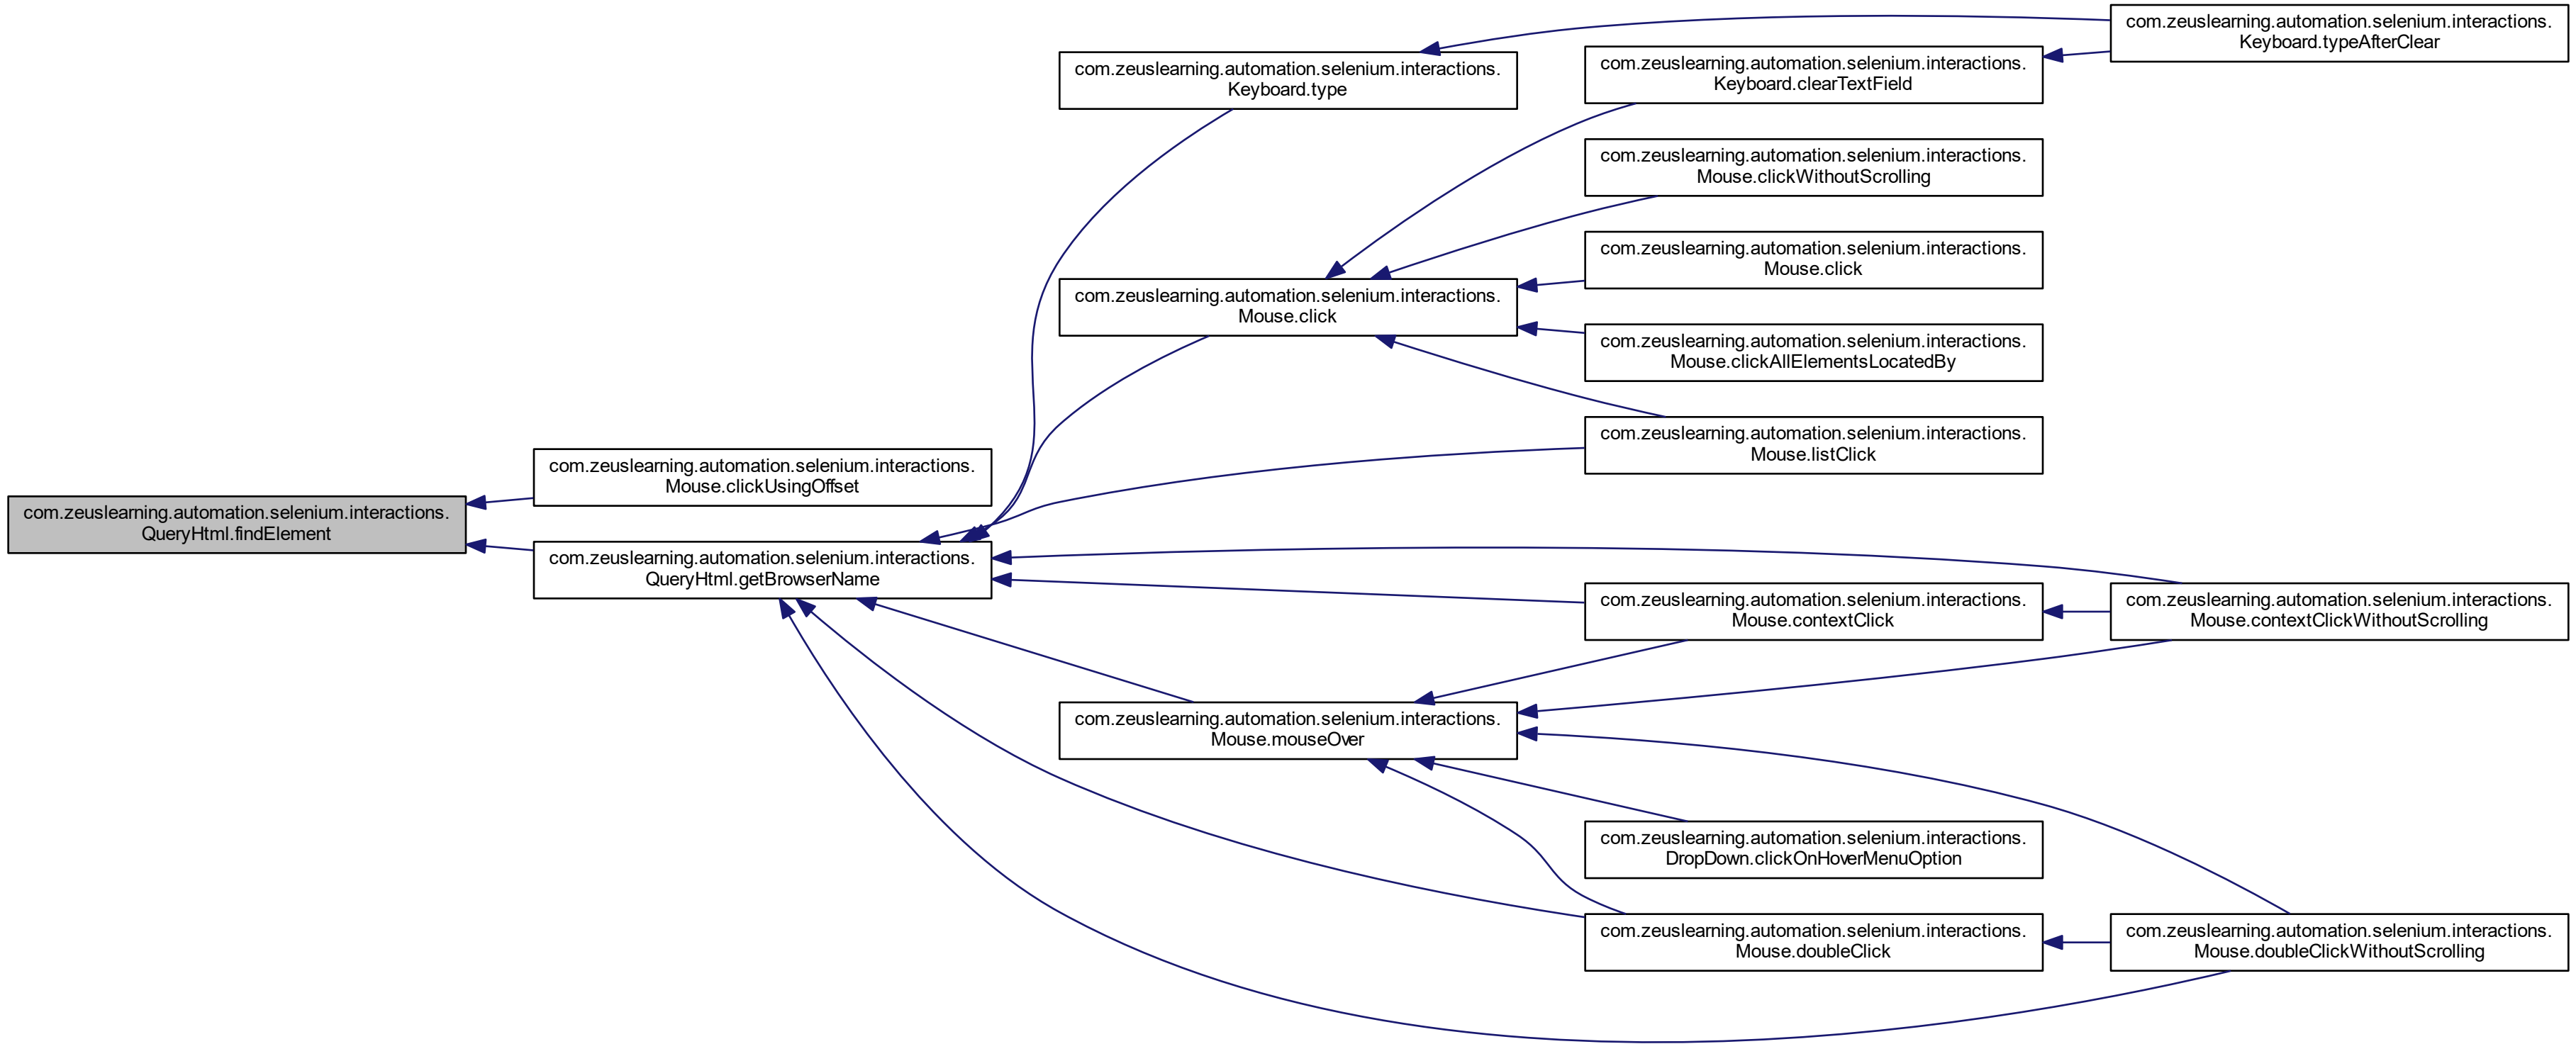 com.zeuslearning.automation.selenium.interactions.
QueryHtml.findElement
com.zeuslearning.automation.selenium.interactions.
Mouse.clickUsingOffset
com.zeuslearning.automation.selenium.interactions.
QueryHtml.getBrowserName
com.zeuslearning.automation.selenium.interactions.
Keyboard.type
com.zeuslearning.automation.selenium.interactions.
Mouse.click
com.zeuslearning.automation.selenium.interactions.
Mouse.mouseOver
com.zeuslearning.automation.selenium.interactions.
Keyboard.clearTextField
com.zeuslearning.automation.selenium.interactions.
Mouse.clickWithoutScrolling
com.zeuslearning.automation.selenium.interactions.
Mouse.click
com.zeuslearning.automation.selenium.interactions.
Mouse.clickAllElementsLocatedBy
com.zeuslearning.automation.selenium.interactions.
Mouse.listClick
com.zeuslearning.automation.selenium.interactions.
Mouse.contextClick
com.zeuslearning.automation.selenium.interactions.
DropDown.clickOnHoverMenuOption
com.zeuslearning.automation.selenium.interactions.
Mouse.doubleClick
com.zeuslearning.automation.selenium.interactions.
Keyboard.typeAfterClear
com.zeuslearning.automation.selenium.interactions.
Mouse.contextClickWithoutScrolling
com.zeuslearning.automation.selenium.interactions.
Mouse.doubleClickWithoutScrolling